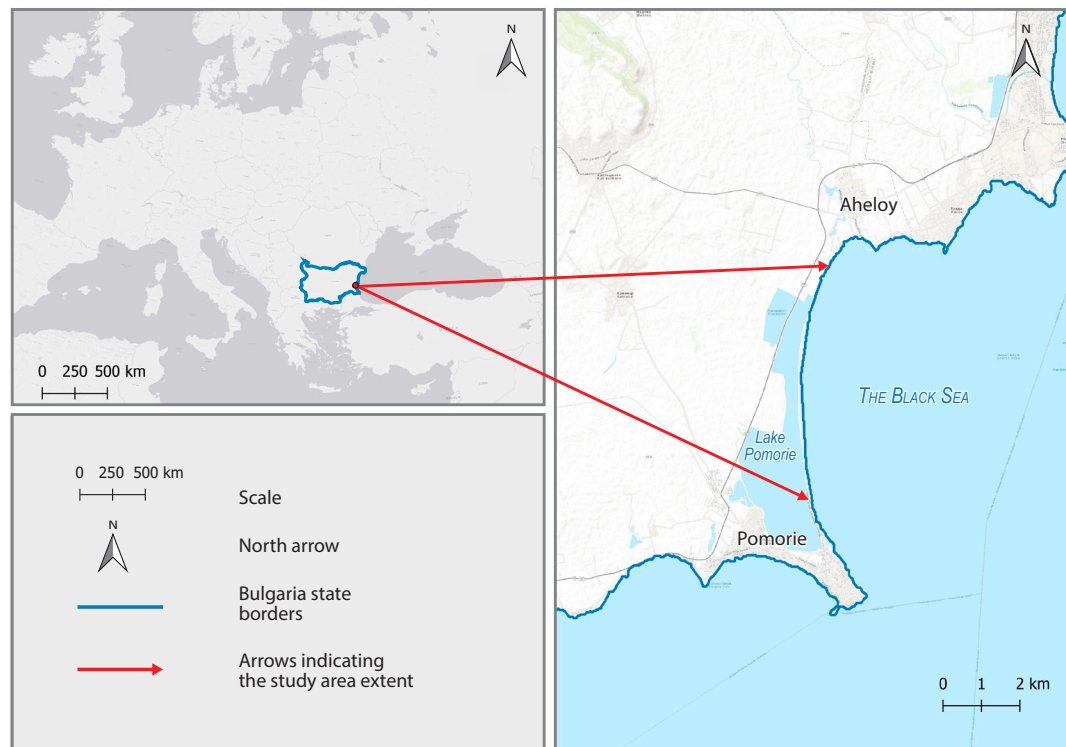 N
0 250 500 km
0 250 500 km
Scale
N
North arrow
Bulgaria state
borders
Arrows indicating
the study area extent
N
Aheloy
THE BLACK SEA
Lake
Pomorie
Pomorie
0 1 2 km